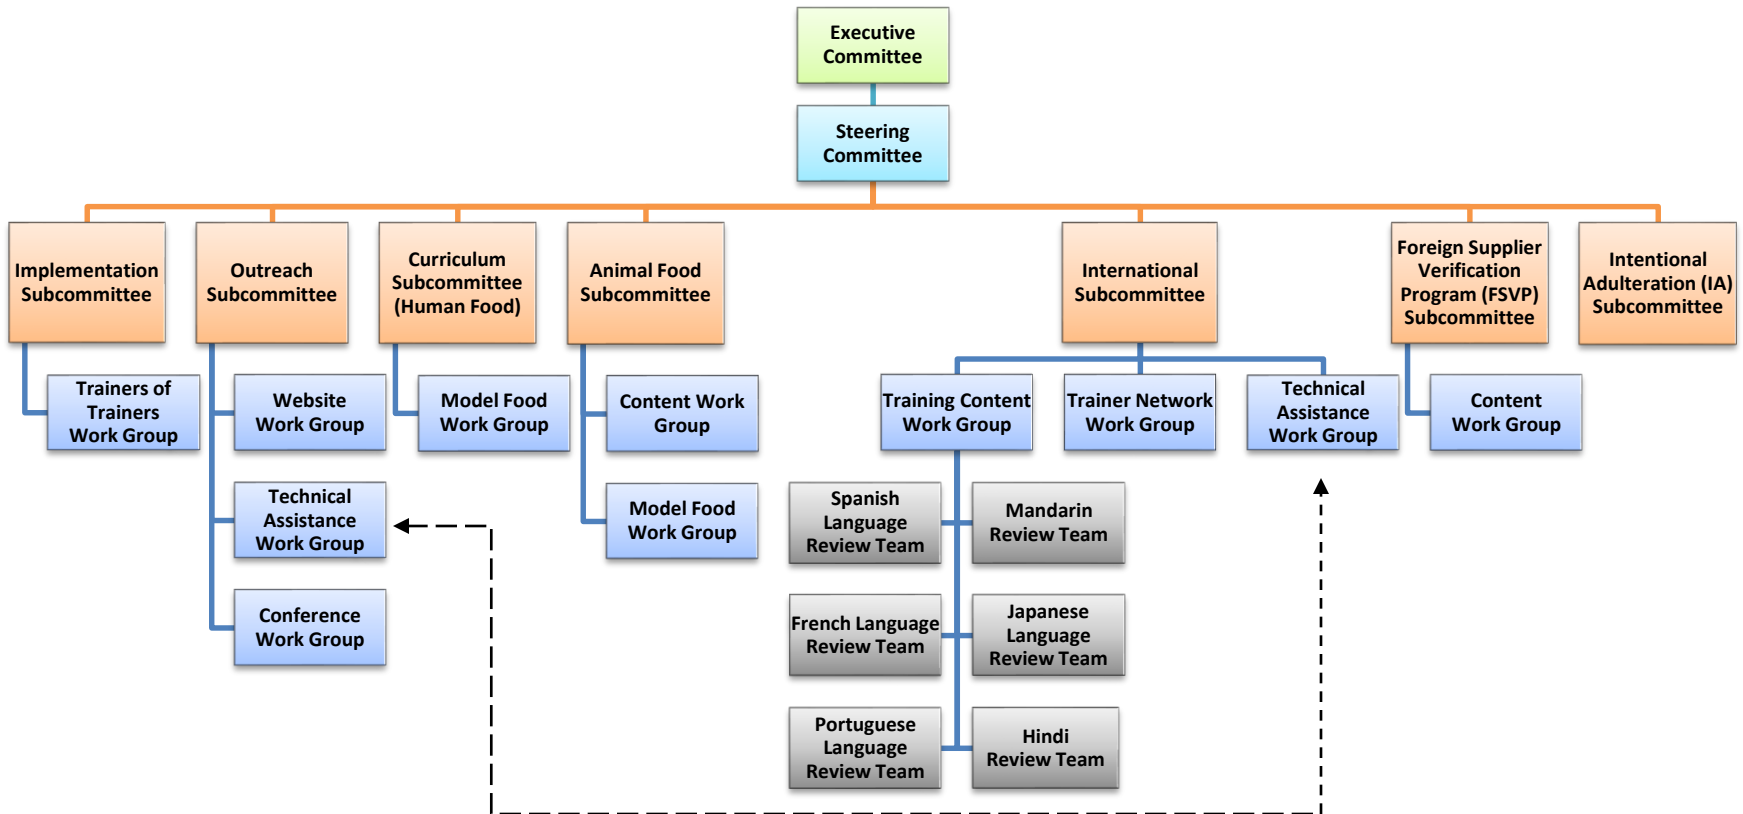 Executive
Committee
Steering
Committee
Implementation
Subcommittee
Outreach
Subcommittee
Curriculum
Subcommittee
(Human Food)
Animal Food
Subcommittee
International
Subcommittee
Foreign Supplier
Verification
Program (FSVP)
Subcommittee
Intentional
Adulteration (IA)
Subcommittee
Trainers of
Trainers
Work Group
Website
Work Group
Model Food
Work Group
Content Work
Group
Training Content
Work Group
Trainer Network
Work Group
Technical
Assistance
Work Group
Content
Work Group
Technical
Assistance
Work Group
Model Food
Work Group
Spanish
Language
Review Team
Mandarin
Review Team
Conference
Work Group
French Language
Review Team
Japanese
Language
Review Team
Portuguese
Language
Review Team
Hindi
Review Team